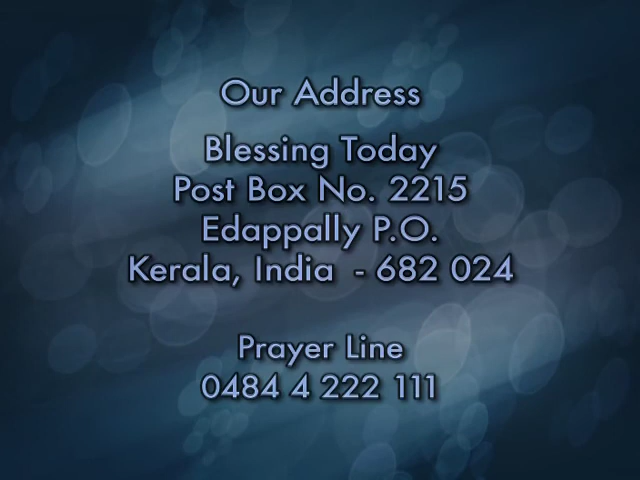 Our Address
Blessing Today
Post Box No. 2215
Edappally P.O.
Kerala, India - 682 024
Prayer Line
0484 4 222 111